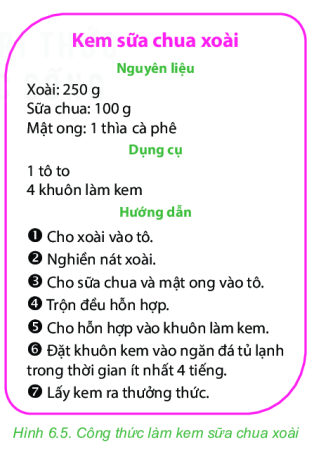 Kem sữa chua xoài
Nguyên liệu
Xoài: 250 g
Sữa chua: 100 g
Mật ong: 1 thìa cà phê
Dụng cụ
1 tô to
4 khuôn làm kem
Hướng dẫn
❶ Cho xoài vào tô.
❷ Nghiền nát xoài.
❸ Cho sữa chua và mật ong vào tô.
❹ Trộn đều hỗn hợp.
❺ Cho hỗn hợp vào khuôn làm kem.
❻ Đặt khuôn kem vào ngăn đá tủ lạnh
trong thời gian ít nhất 4 tiếng.
❼ Lấy kem ra thưởng thức.
Hình 6.5. Công thức làm kem sữa chua xoài